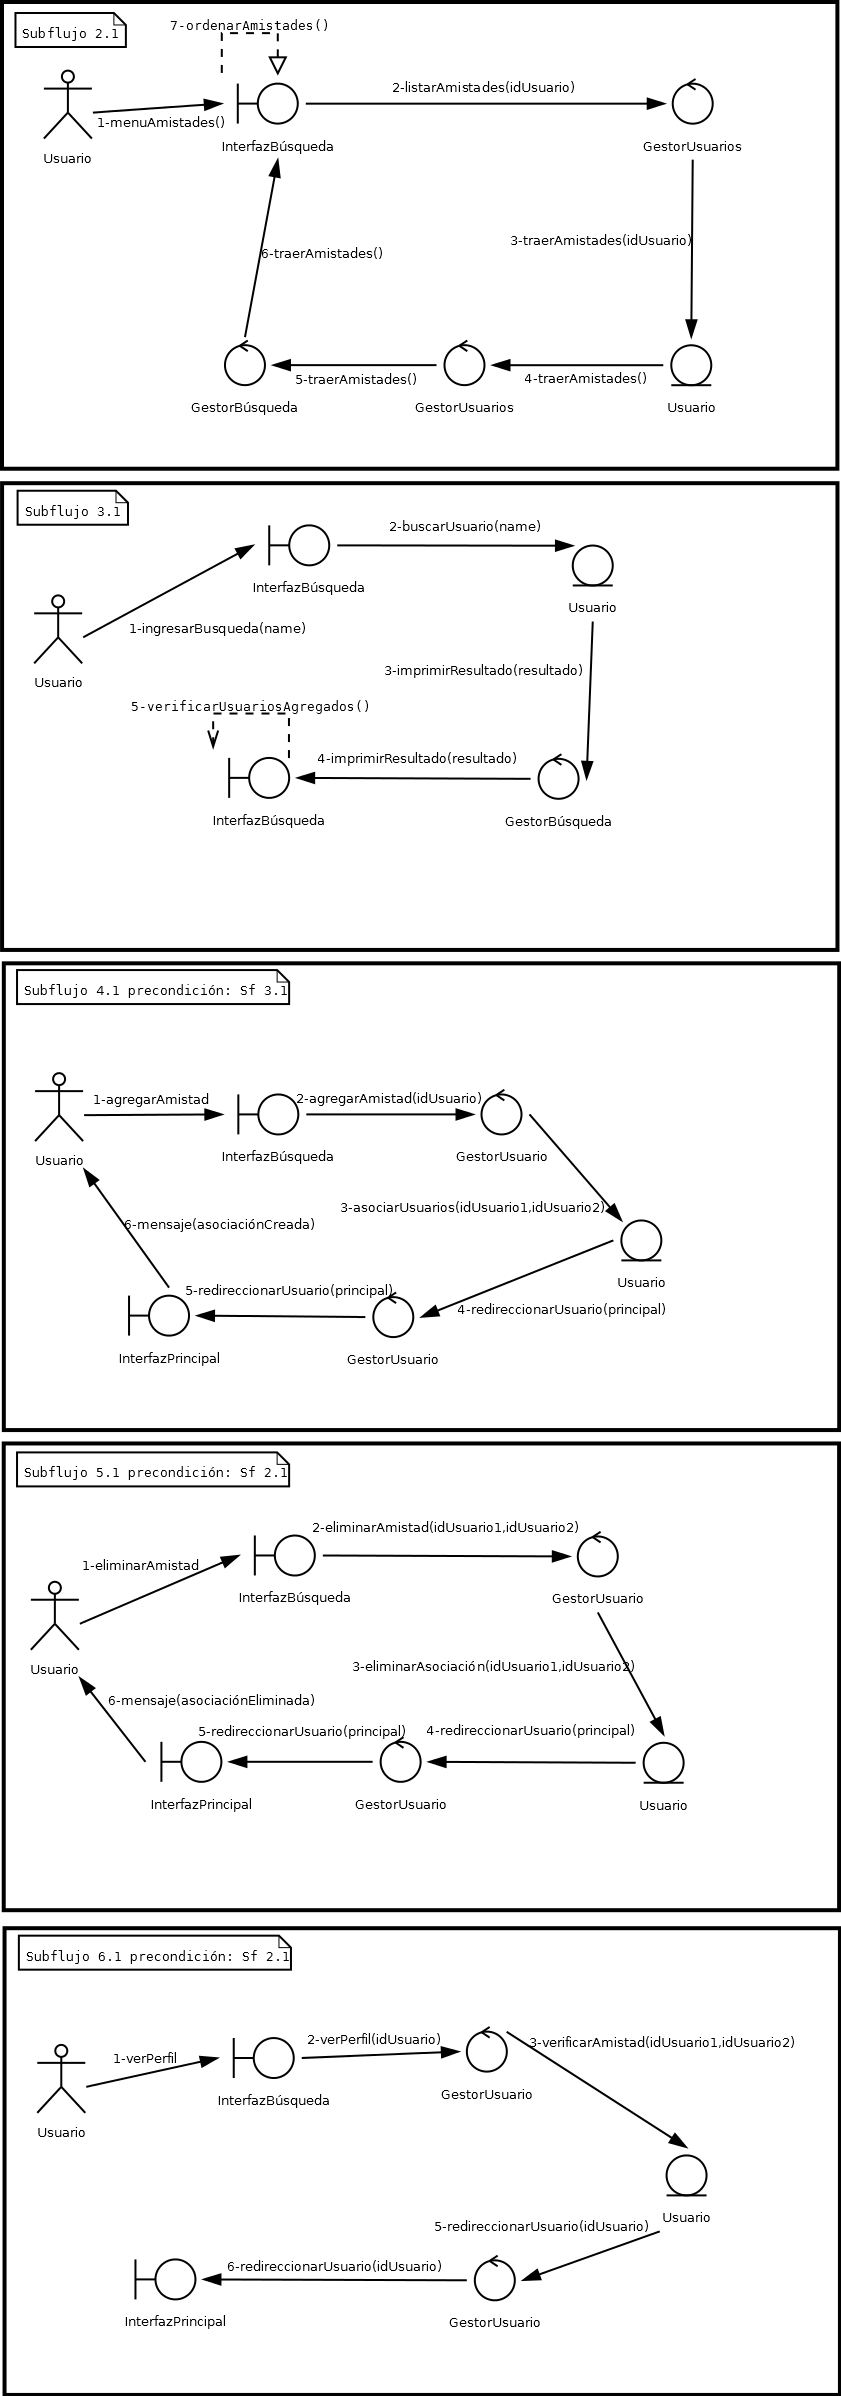 Subflujo 2.1
7-ordenarAmistades()
2-listarAmistades(idUsuario)
1-menuAmistades()
InterfazBúsqueda
GestorUsuarios
Usuario
3-traerAmistades(idUsuario)
6-traerAmistades()
5-traerAmistades()
4-traerAmistades()
GestorBúsqueda
GestorUsuarios
Usuario
Subflujo 3.1
2-buscarUsuario(name)
InterfazBúsqueda
Usuario
1-ingresarBusqueda(name)
Usuario
3-imprimirResultado(resultado)
5-verificarUsuariosAgregados()
4-imprimirResultado(resultado)
InterfazBúsqueda
GestorBúsqueda
Subflujo 4.1 precondición: Sf 3.1
1-agregarAmistad
2-agregarAmistad(idUsuario)
Usuario
InterfazBúsqueda
GestorUsuario
3-asociarUsuarios(idUsuario1,idUsuario2)
6-mensaje(asociaciónCreada)
Usuario
5-redireccionarUsuario(principal)
4-redireccionarUsuario(principal)
InterfazPrincipal
GestorUsuario
Subflujo 5.1 precondición: Sf 2.1
2-eliminarAmistad(idUsuario1,idUsuario2)
1-eliminarAmistad
InterfazBúsqueda
GestorUsuario
Usuario
3-eliminarAsociación(idUsuario1,idUsuario2)
6-mensaje(asociaciónEliminada)
5-redireccionarUsuario(principal)
4-redireccionarUsuario(principal)
InterfazPrincipal
GestorUsuario
Usuario
Subflujo 6.1 precondición: Sf 2.1
2-verPerfil(idUsuario)
3-verificarAmistad(idUsuario1,idUsuario2)
1-verPerfil
InterfazBúsqueda
GestorUsuario
Usuario
Usuario
5-redireccionarUsuario(idUsuario)
6-redireccionarUsuario(idUsuario)
InterfazPrincipal
GestorUsuario